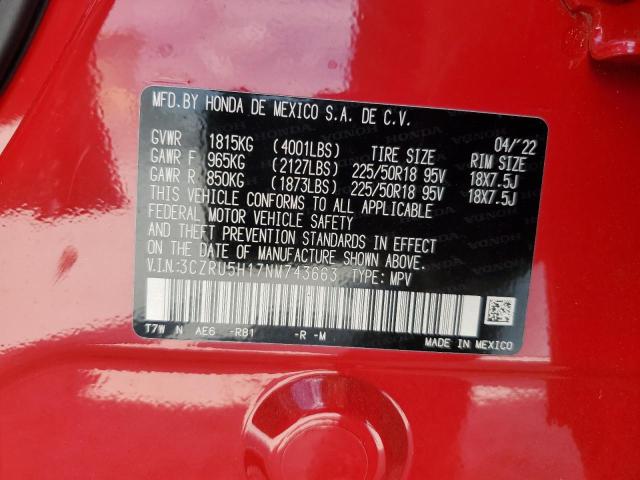 MFD.BY HONDA DE MEXICO S.A. DE C.V.
04/22
GVWR 1815KG (4001LBS) TIRE SIZE RIM SIZE
GAWR F 965KG (2127LBS) 225/50R18 95V 18X7.5J
GAWR R 850KG (1873LBS) 225/50R18 95V 18X7.5J
THIS VEHICLE CONFORMS TO ALL APPLICABLE
FEDERAL MOTOR VEHICLE SAFETY
AND THEFT PREVENTION STANDARDS IN EFFECT
ON THE DATE OF MANUFACTURE SHOWN ABOVE.
V.I.N.:3CZRU5H17NM743663 TYPE: MPV
T7W N AE6 -R81 -R -M
MADE IN MEXICO